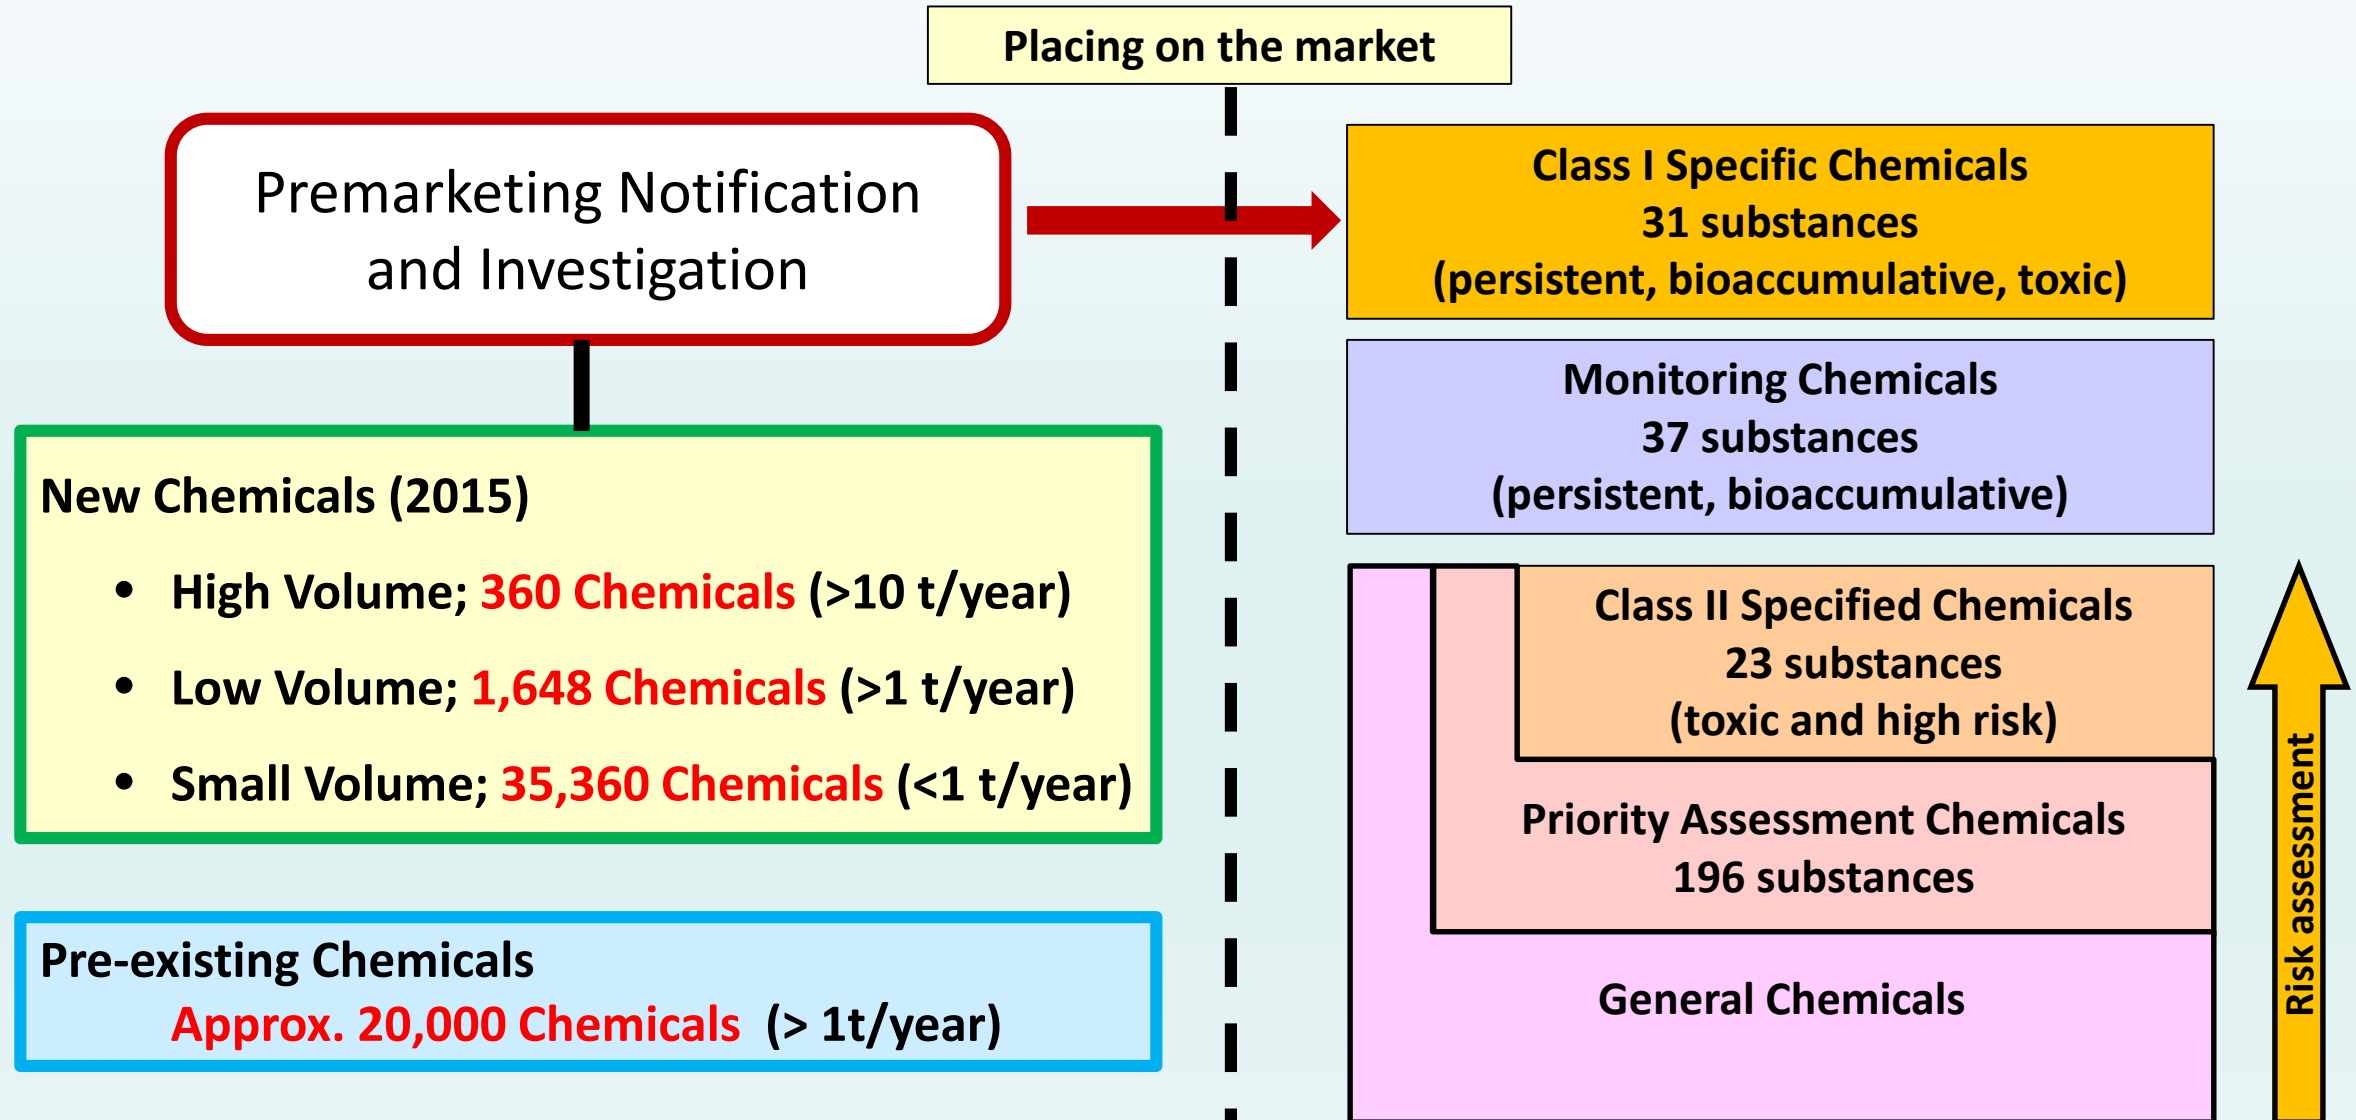 Placing on the market
Premarketing Notification
and Investigation
New Chemicals (2015)
• High Volume; 360 Chemicals (>10 t/year)
• Low Volume; 1,648 Chemicals (>1 t/year)
• Small Volume; 35,360 Chemicals (<1 t/year)
Pre-existing Chemicals
Approx. 20,000 Chemicals (> 1t/year)
Class I Specific Chemicals
31 substances
(persistent, bioaccumulative, toxic)
Monitoring Chemicals
37 substances
(persistent, bioaccumulative)
Class II Specified Chemicals
23 substances
(toxic and high risk)
Priority Assessment Chemicals
196 substances
General Chemicals
Risk assessment